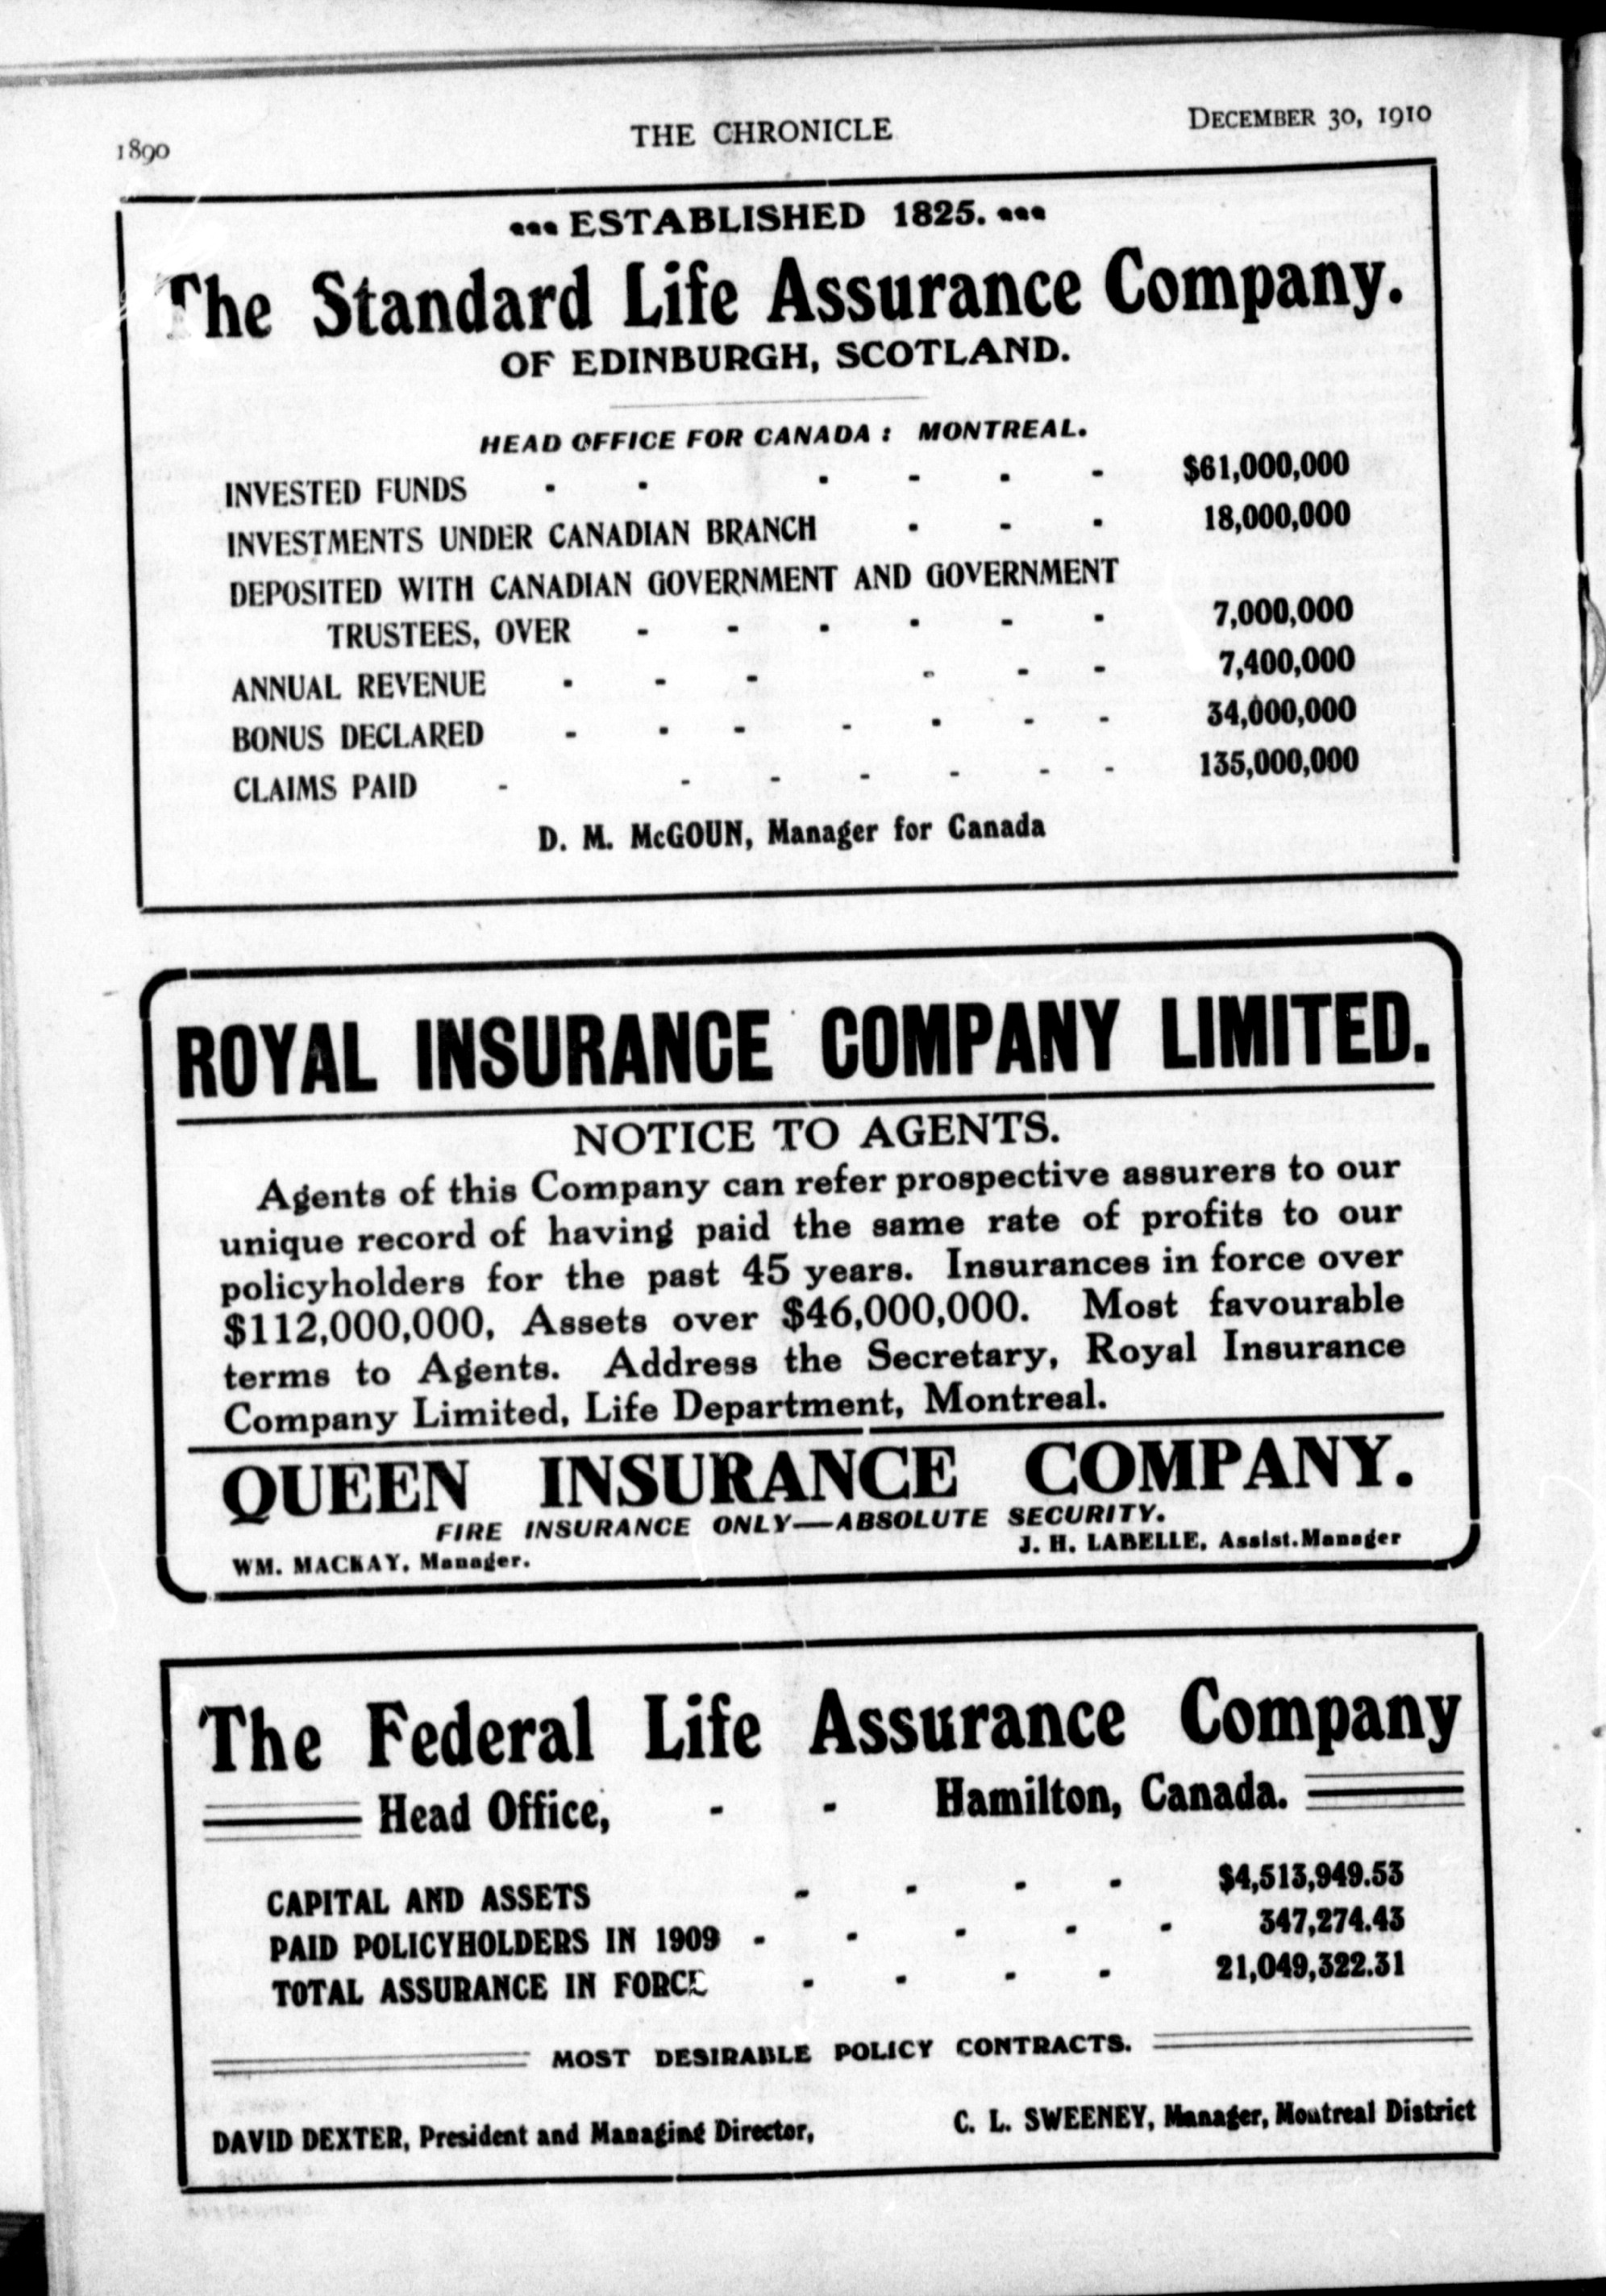 1890 THE CHRONICLE DECEMBER 30, 1910
ESTABLISHED 1825.
The Standard Life Assurance Company.
OF EDINBURGH, SCOTLAND.
HEAD OFFICE FOR CANADA : MONTREAL.
INVESTED FUNDS - - - - - - $61,000,000
INVESTMENTS UNDER CANADIAN BRANCH - - - 18,000,000
DEPOSITED WITH CANADIAN GOVERNMENT AND GOVERNMENT
TRUSTEES, OVER - - - - - - 7,000,000
ANNUAL REVENUE - - - - - - 7,400,000
BONUS DECLARED - - - - - - - 34,000,000
CLAIMS PAID - - - - - - - 135,000,000
D. M. McGOUN, Manager for Canada
ROYAL INSURANCE COMPANY LIMITED.
NOTICE TO AGENTS.
Agents of this Company can refer prospective assurers to our
unique record of having paid the same rate of profits to our
policyholders for the past 45 years. Insurances in force over
$112,000,000, Assets over $46,000,000. Most favourable
terms to Agents. Address the Secretary, Royal Insurance
Company Limited, Life Department, Montreal.
QUEEN INSURANCE COMPANY.
FIRE INSURANCE ONLY—ABSOLUTE SECURITY.
WM. MACKAY, Manager. J. H. LABELLE, Assist.Manager
The Federal Life Assurance Company
Head Office, - - Hamilton, Canada.
CAPITAL AND ASSETS - - - - $4,513,949.53
PAID POLICYHOLDERS IN 1909 - - - - - 347,274.43
TOTAL ASSURANCE IN FORCE - - - - 21,049,322.31
MOST DESIRABLE POLICY CONTRACTS.
DAVID DEXTER, President and Managing Director, C. L. SWEENEY, Manager, Montreal District